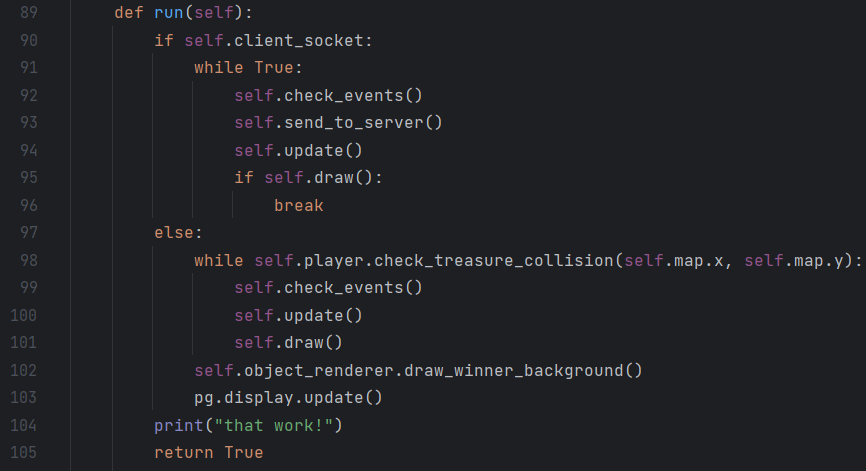 89 def run(self):
90 if self.client_socket:
91 while True:
92 self.check_events()
93 self.send_to_server()
94 self.update()
95 if self.draw():
96 break
97 else:
98 while self.player.check_treasure_collision(self.map.x, self.map.y):
99 self.check_events()
100 self.update()
101 self.draw()
102 self.object_renderer.draw_winner_background()
103 pg.display.update()
104 print("that work!")
105 return True